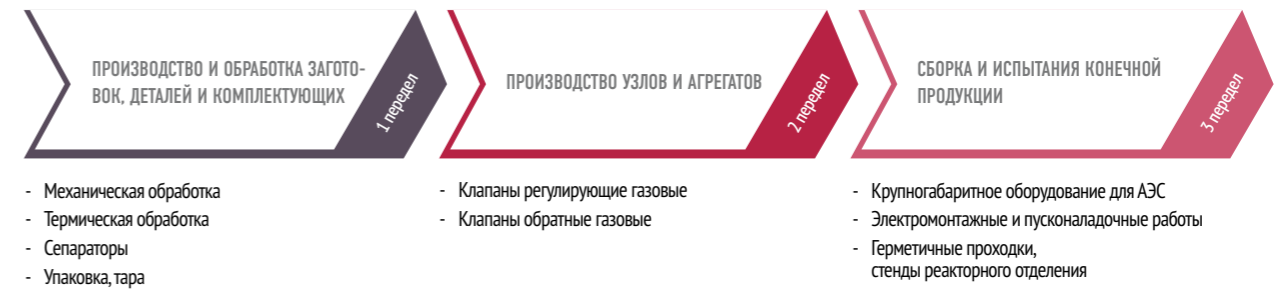 ПРОИЗВОДСТВО И ОБРАБОТКА ЗАГОТО-
ВОК, ДЕТАЛЕЙ И КОМПЛЕКТУЮЩИХ
1 передел
- Механическая обработка
- Термическая обработка
- Сепараторы
- Упаковка, тара
ПРОИЗВОДСТВО УЗЛОВ И АГРЕГАТОВ
2 передел
- Клапаны регулирующие газовые
- Клапаны обратные газовые
СБОРКА И ИСПЫТАНИЯ КОНЕЧНОЙ
ПРОДУКЦИИ
3 передел
- Крупногабаритное оборудование для АЭС
- Электромонтажные и пусконаладочные работы
- Герметичные проходки,
стенды реакторного отделения